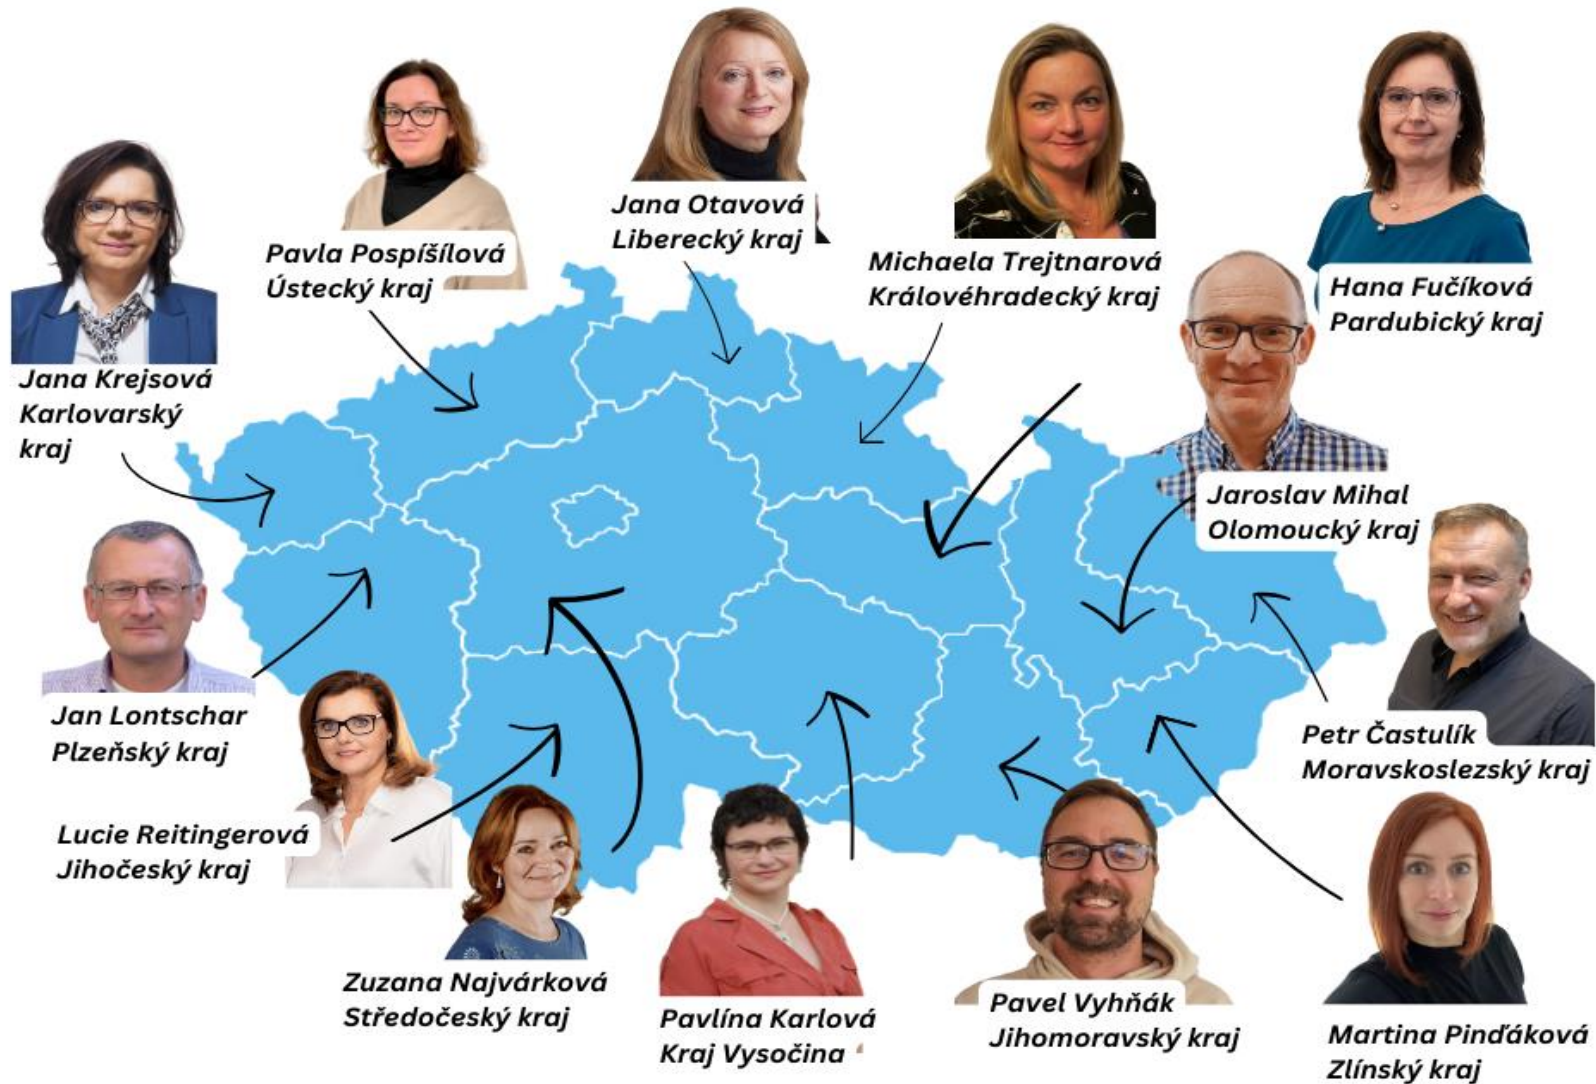 Jana Otavová
Liberecký kraj
Pavla Pospíšílová
Ústecký kraj
Michaela Trejtnarová
Královéhradecký kraj
Hana Fučíková
Pardubický kraj
Jana Krejsová
Karlovarský
kraj
Jaroslav Mihal
Olomoucký kraj
Jan Lontschar
Plzeňský kraj
Petr Častulík
Moravskoslezský kraj
Lucie Reitingerová
Jihočeský kraj
Zuzana Najvárková
Středočeský kraj
Pavlína Karlová
Kraj Vysočina
Pavel Vyhňák
Jihomoravský kraj
Martina Pinďáková
Zlínský kraj